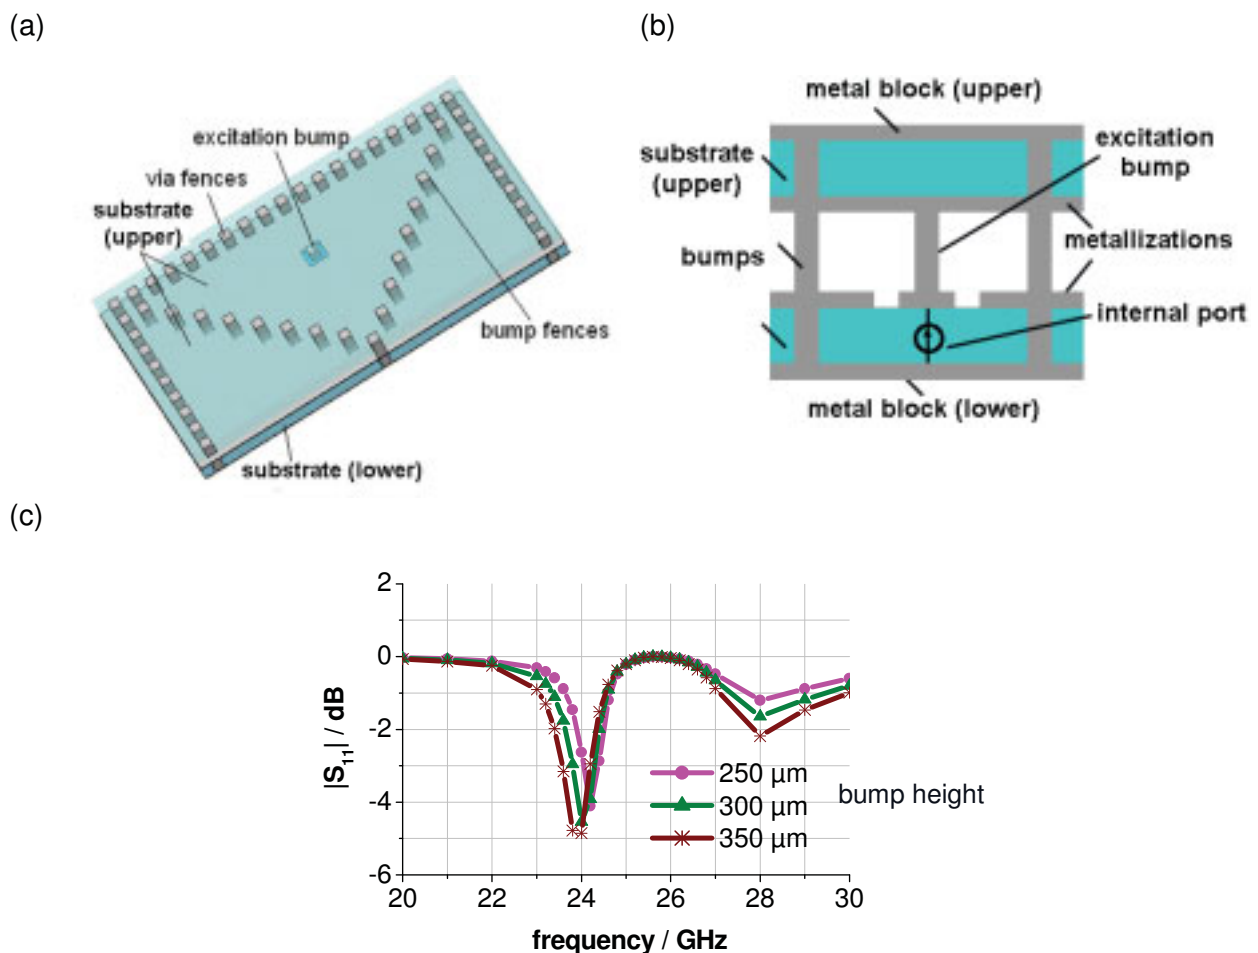 (a)
excitation bump
via fences
substrate
(upper)
bump fences
substrate (lower)
(b)
metal block (upper)
substrate
(upper)
excitation
bump
bumps
metallizations
internal port
metal block (lower)
(c)
|S11| / dB
2
0
-2
-4
-6
250 µm
300 µm
350 µm
bump height
20 22 24 26 28 30
frequency / GHz